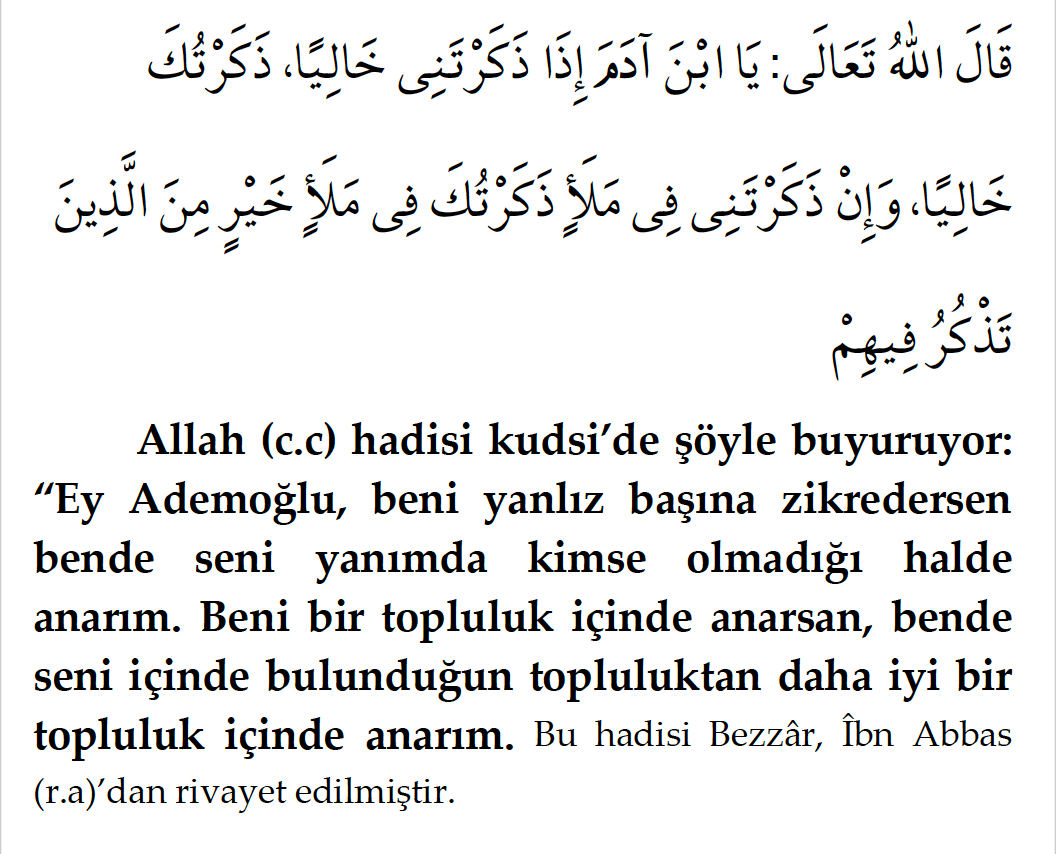 قَالَ اللهُ تَعَالَى: يَا ابْنَ آدَمَ إِذَا ذَكَرْتَنِى خَالِيًا، ذَكَرْتُكَ
خَالِيًا، وَإِنْ ذَكَرْتَنِى فِى مَلَأٍ ذَكَرْتُكَ فِى مَلَأٍ خَيْرٍ مِنَ الَّذِينَ
تَذْكُرُ فِيهِمْ
Allah (c.c) hadisi kudsi’de şöyle buyuruyor:
“Ey Ademoğlu, beni yanlız başına zikredersen
bende seni yanımda kimse olmadığı halde
anarım. Beni bir topluluk içinde anarsan, bende
seni içinde bulunduğun topluluktan daha iyi bir
topluluk içinde anarım. Bu hadisi Bezzâr, Îbn Abbas
(r.a)’dan rivayet edilmiştir.